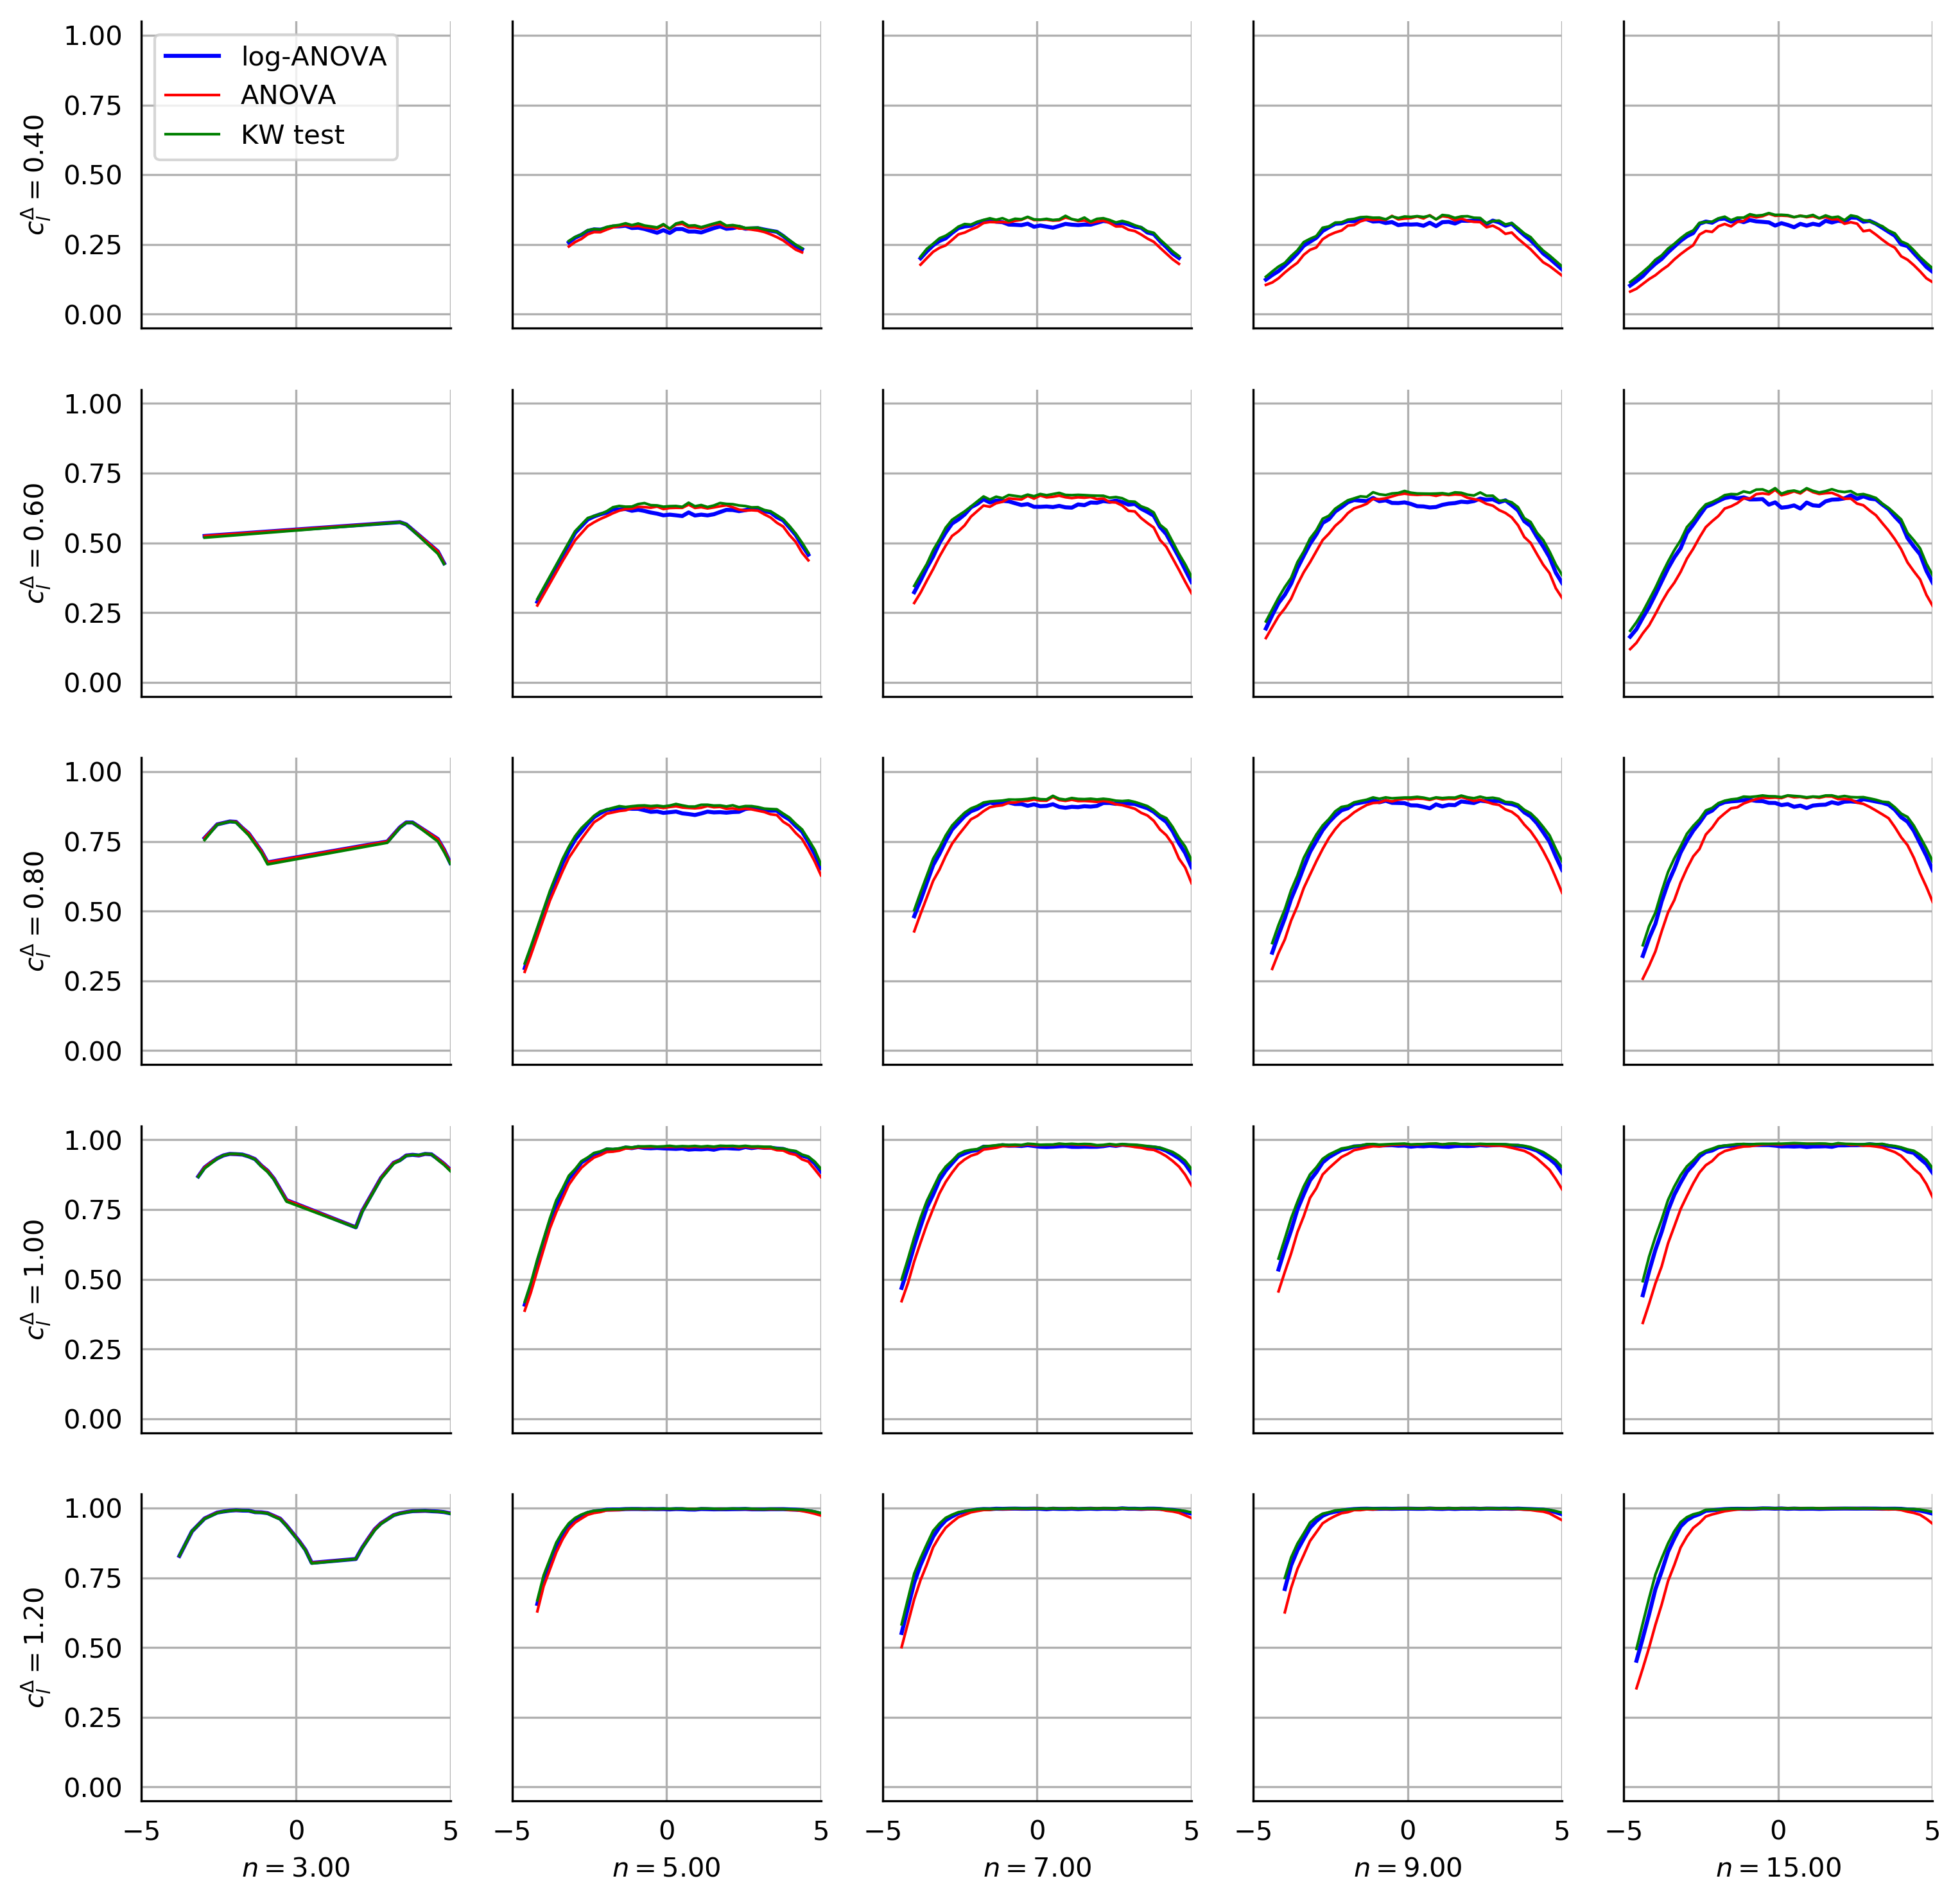 log-ANOVA
ANOVA
KW test
1.00
0.75
0.50
0.25
0.00
$c_l^\Delta = 0.40$
1.00
0.75
0.50
0.25
0.00
$c_l^\Delta = 0.60$
1.00
0.75
0.50
0.25
0.00
$c_l^\Delta = 0.80$
1.00
0.75
0.50
0.25
0.00
$c_l^\Delta = 1.00$
1.00
0.75
0.50
0.25
0.00
$c_l^\Delta = 1.20$
−5 0 5 −5 0 5 −5 0 5 −5 0 5 −5 0 5
n = 3.00 n = 5.00 n = 7.00 n = 9.00 n = 15.00